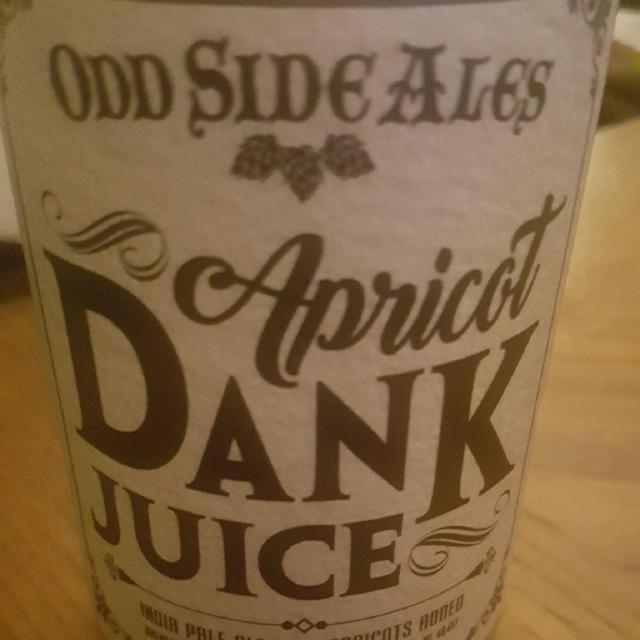 ODD SIDE ALES
Apricot
DANK
JUICE
INDIA PALE APRICOTS ADDED